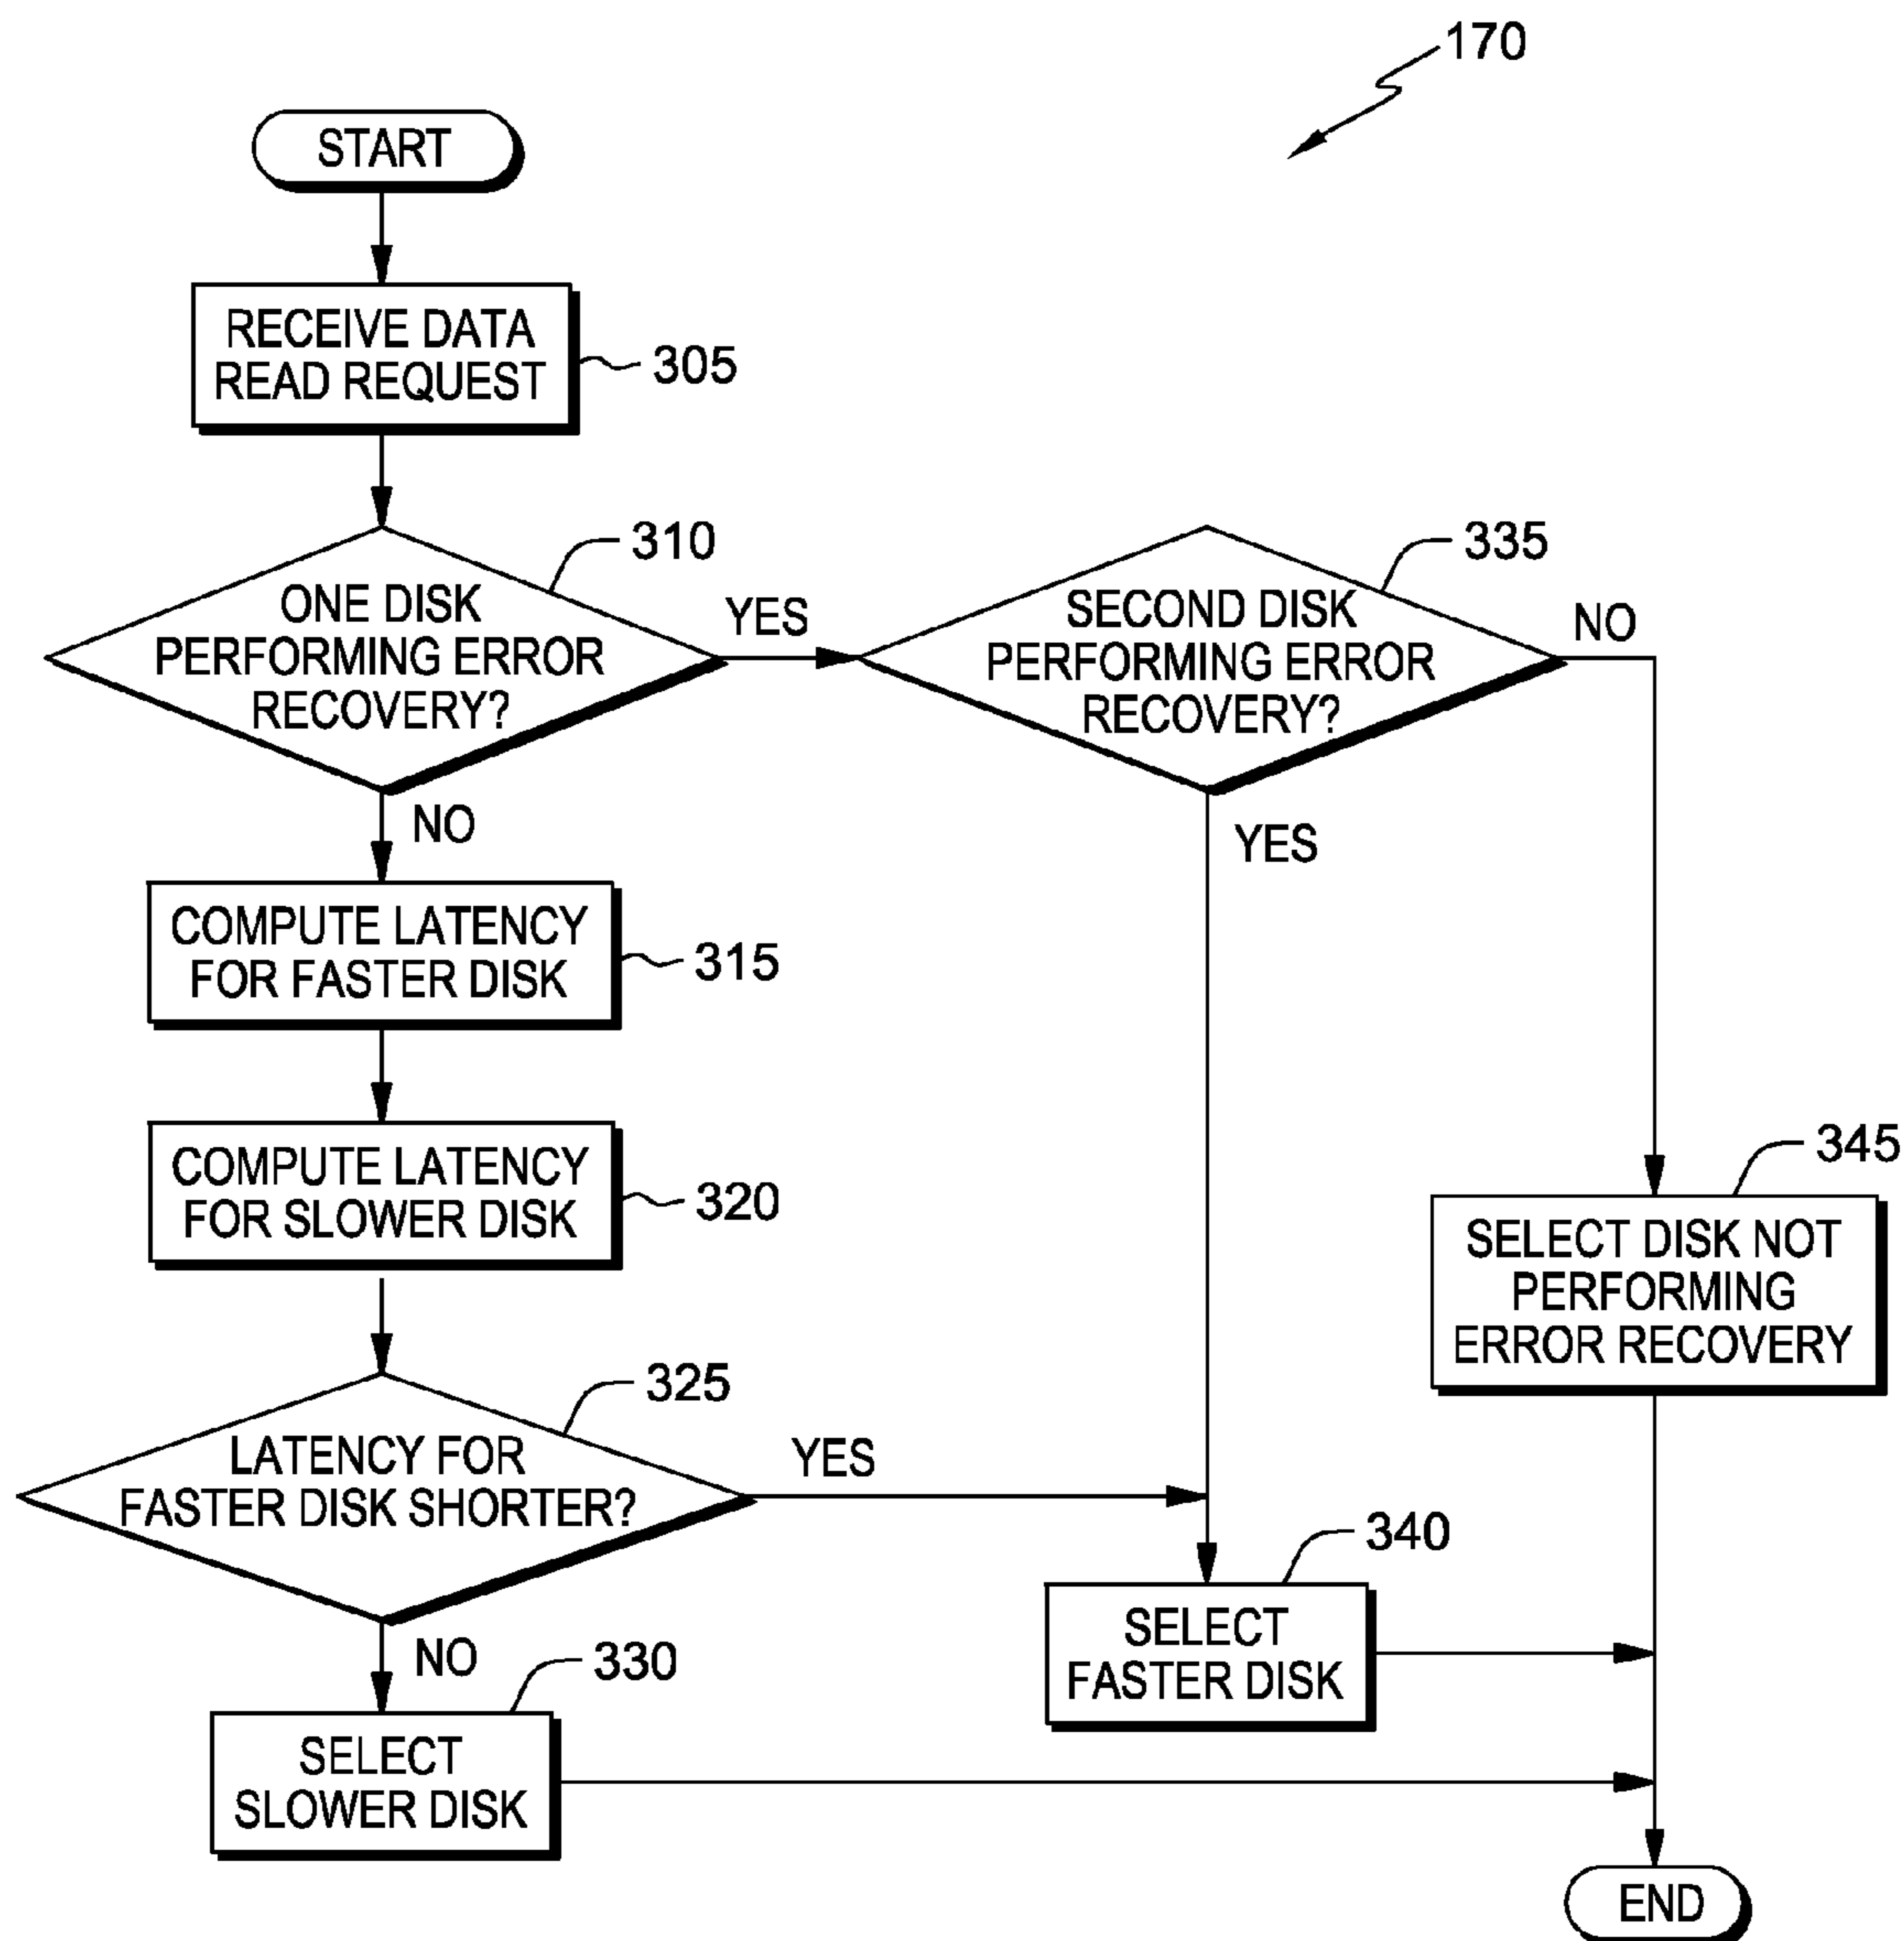 170
START
RECEIVE DATA
READ REQUEST
305
310
ONE DISK
PERFORMING ERROR
RECOVERY?
YES
335
SECOND DISK
PERFORMING ERROR
RECOVERY?
NO
NO
YES
COMPUTE LATENCY
FOR FASTER DISK
315
COMPUTE LATENCY
FOR SLOWER DISK
320
345
SELECT DISK NOT
PERFORMING
ERROR RECOVERY
325
LATENCY FOR
FASTER DISK SHORTER?
YES
340
SELECT
FASTER DISK
NO
330
SELECT
SLOWER DISK
END